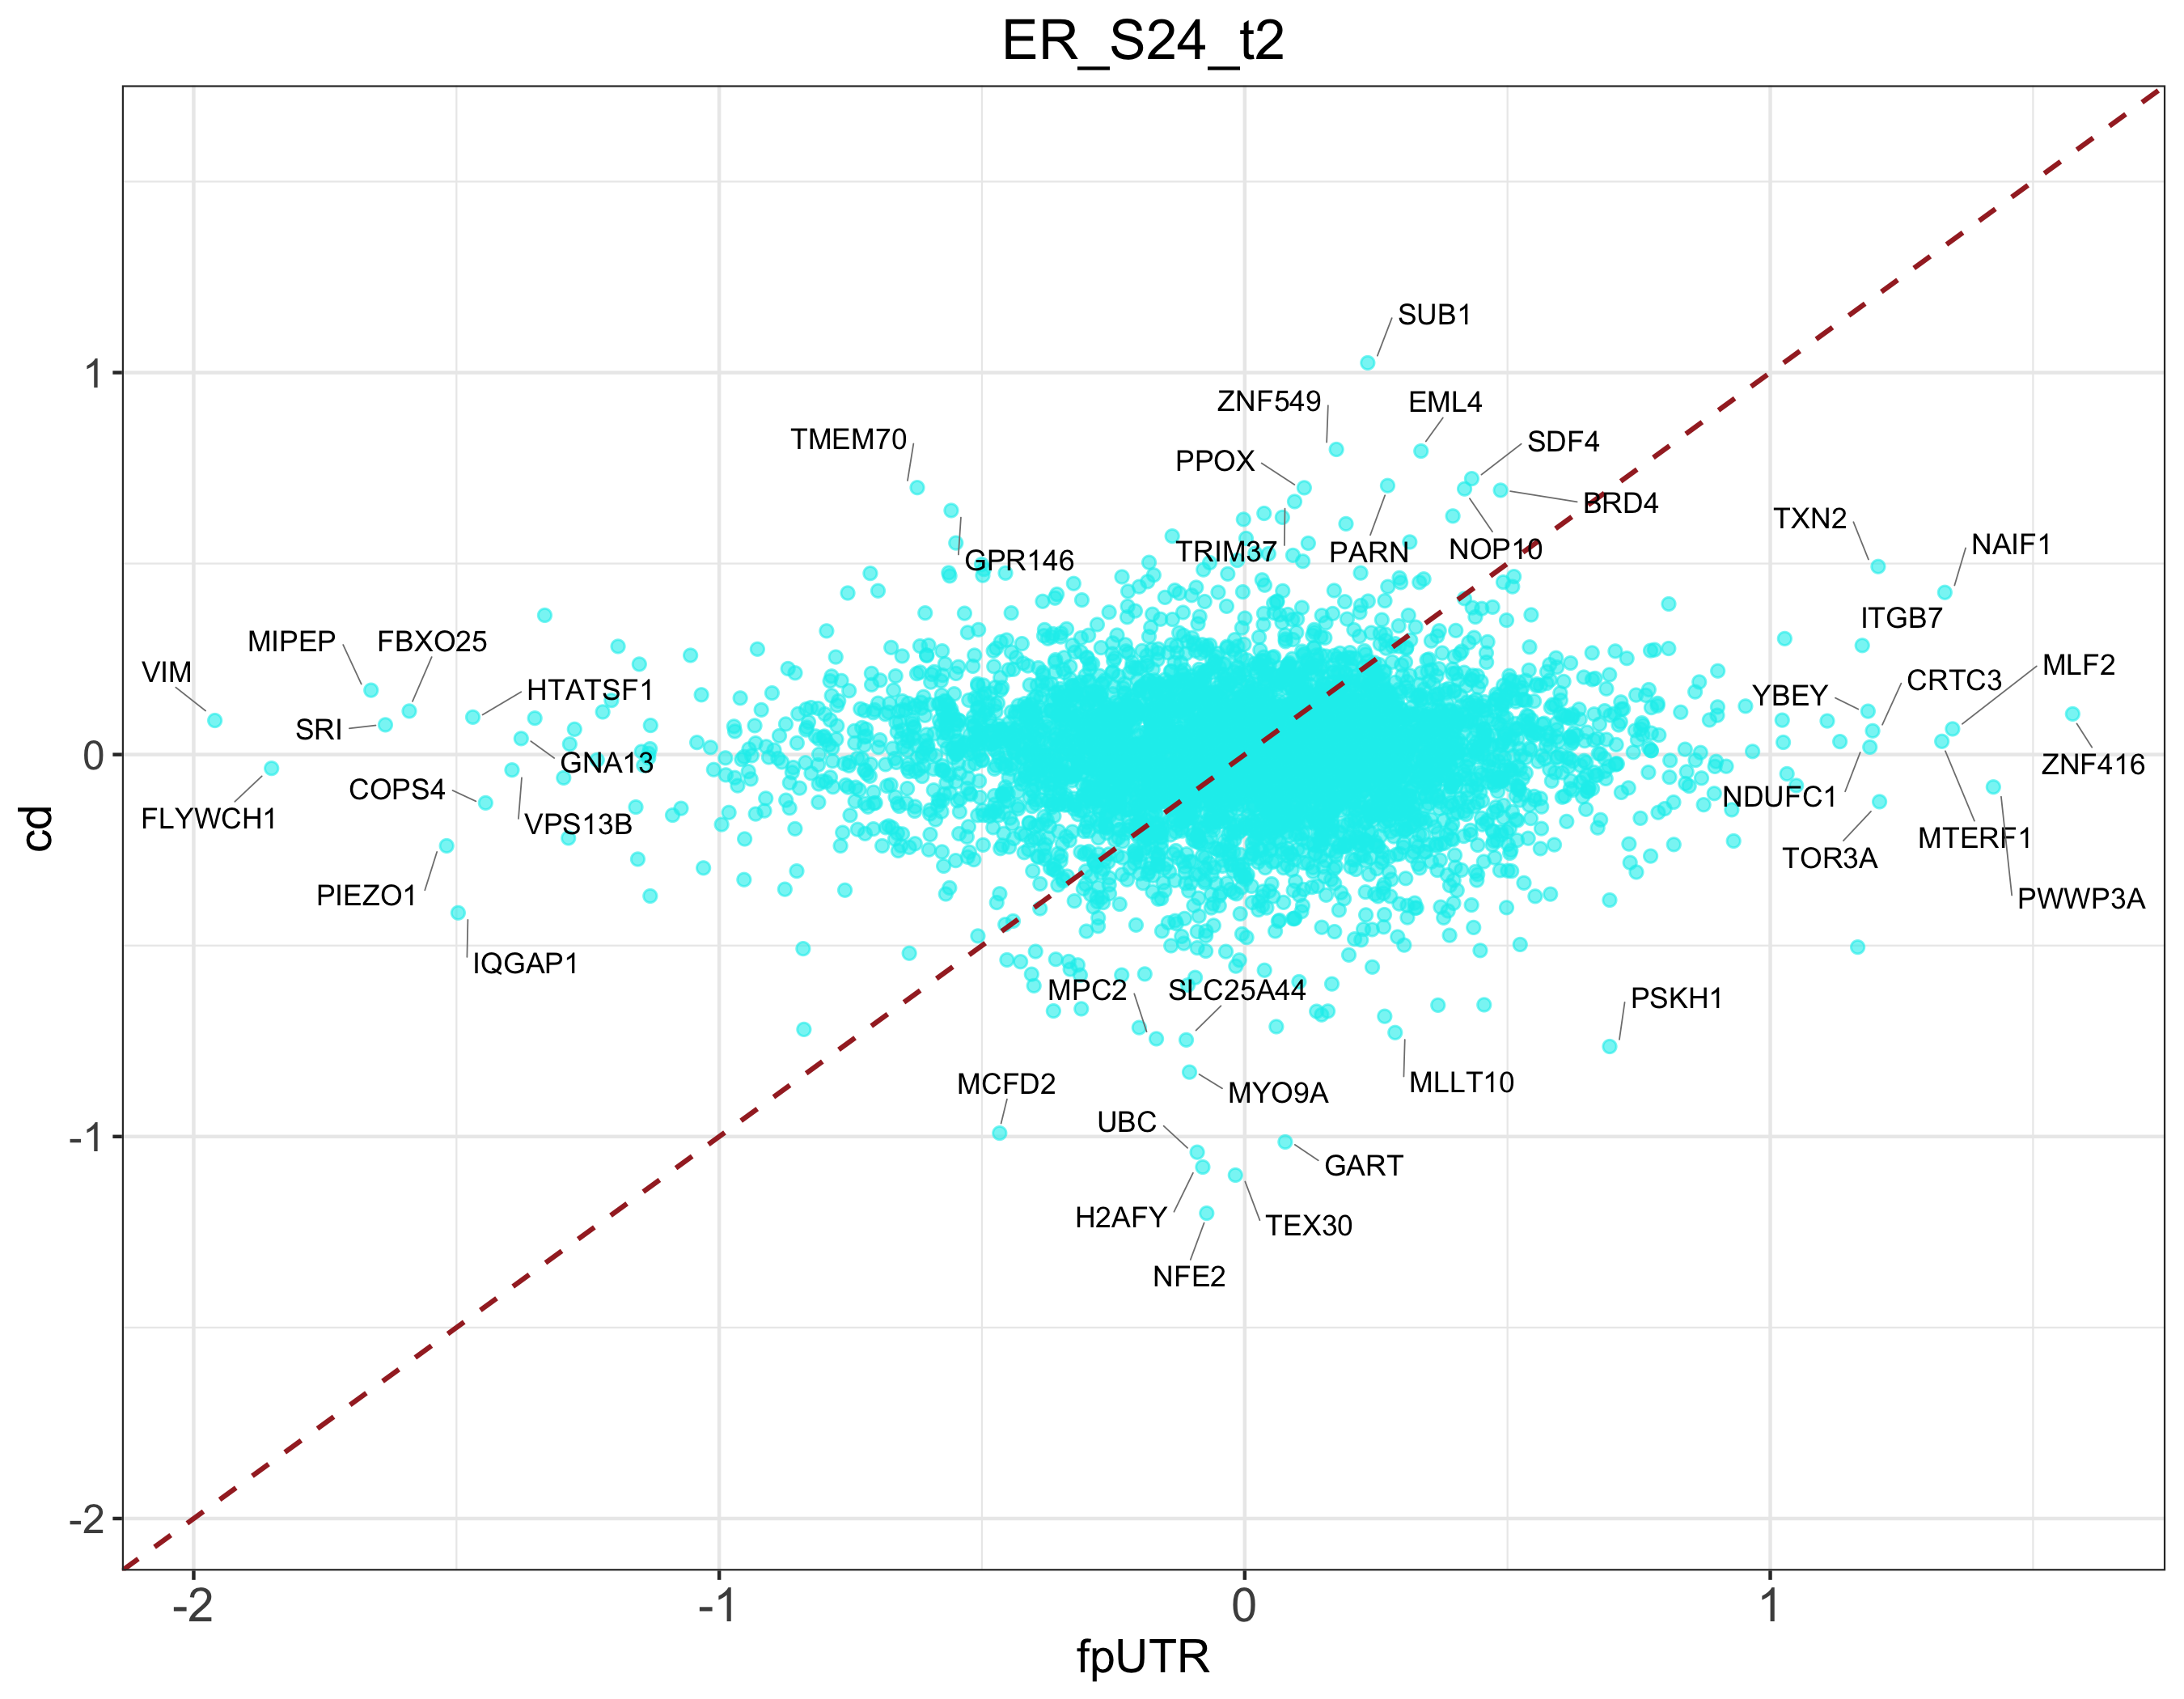 ER_S24_t2
SUB1
ZNF549
EML4
TMEM70
SDF4
PPOX
BRD4
TXN2
NAIF1
TRIM37
PARN
NOP10
GPR146
ITGB7
MIPEP
FBXO25
VIM
MLF2
CRTC3
HTATSF1
YBEY
SRI
GNA13
ZNF416
COPS4
NDUFC1
FLYWCH1
VPS13B
MTERF1
TOR3A
PIEZO1
PWWP3A
IQGAP1
MPC2
SLC25A44
PSKH1
MCFD2
MLLT10
MYO9A
UBC
GART
H2AFY
TEX30
NFE2
1
0
-1
-2
cd
-2
-1
0
1
fpUTR